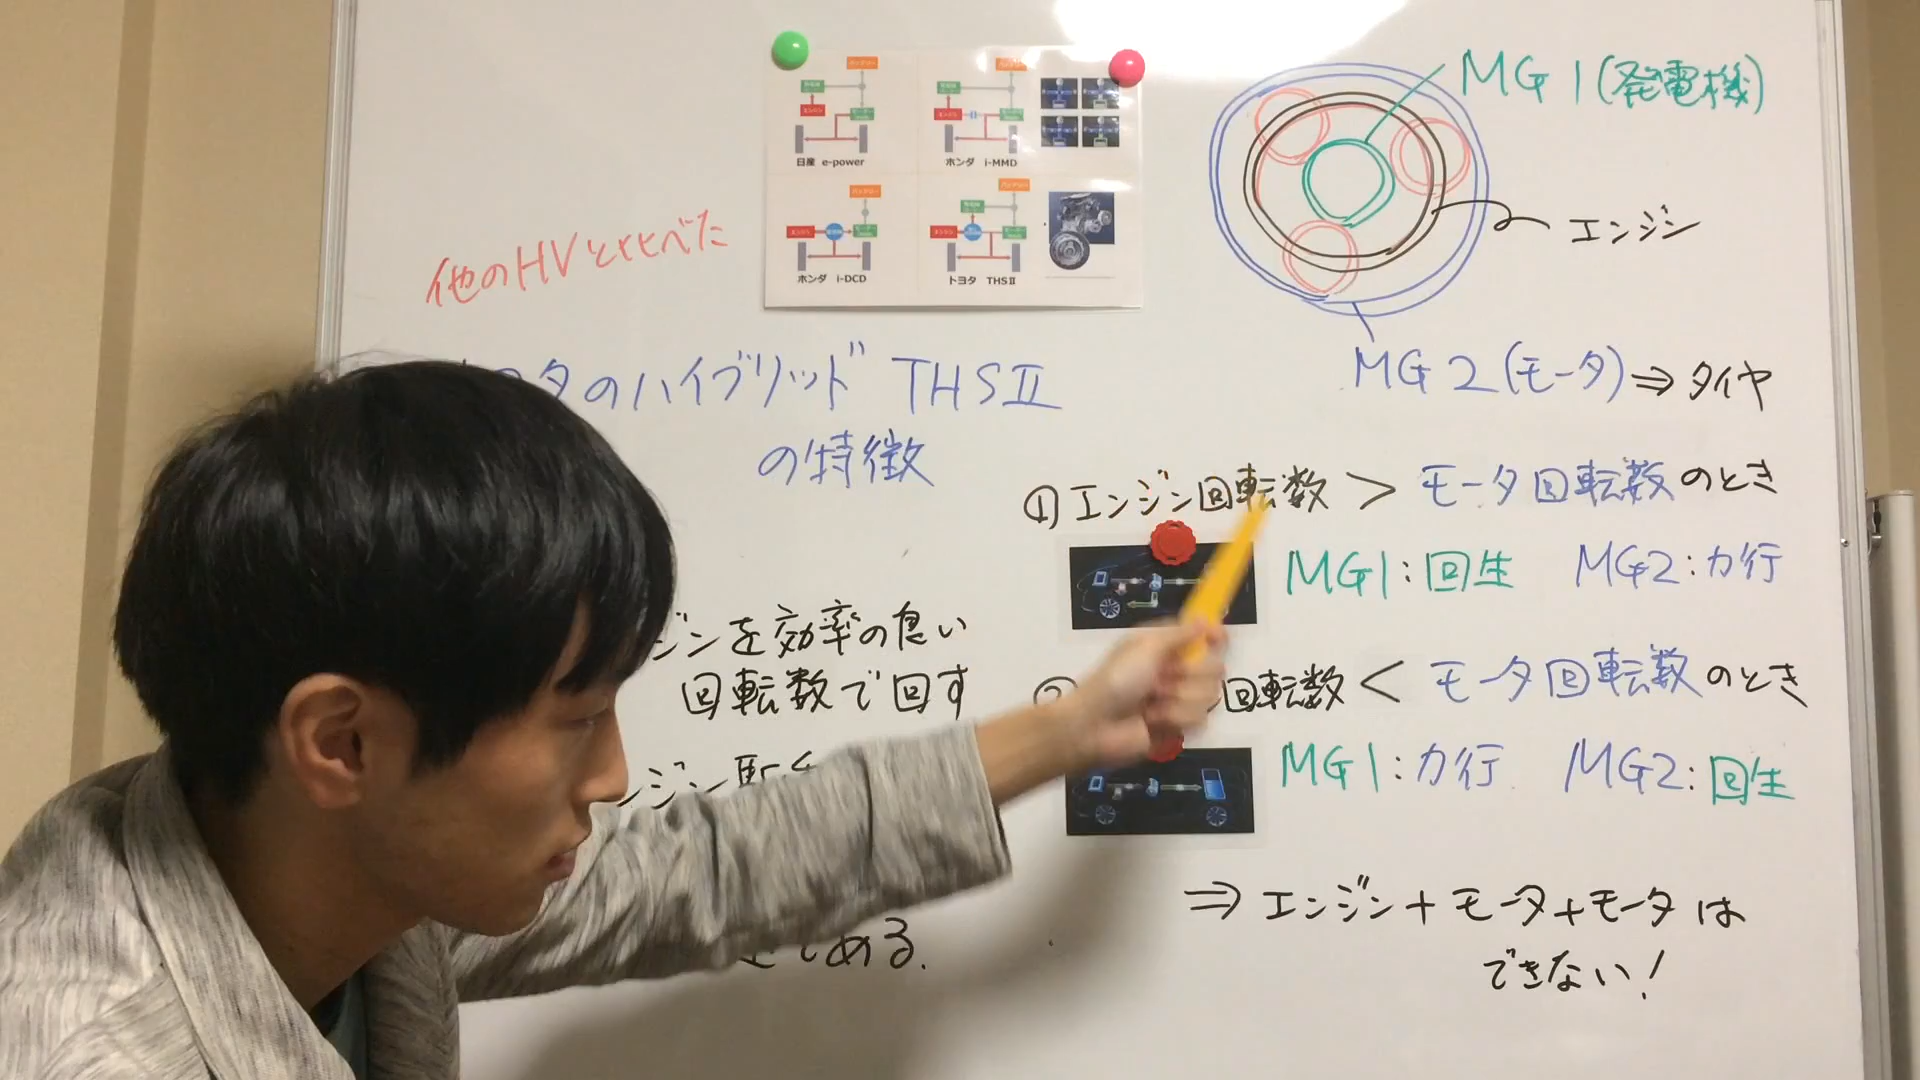 日産 e-power
ホンダ i-MMD
ホンダ i-DCD
トヨタ THSⅡ
他のHVと比べた
タのハイブリッド THSⅡ
の特徴
ジンを効率の良い
回転数で回す
ンジン
である.
MG1(発電機)
エンジン
MG2(モータ)⇒タイヤ
①エンジン回転数 > モータ回転数のとき
MG1:回生 MG2:力行
回転数 < モータ回転数のとき
MG1:力行 MG2:回生
⇒エンジン+モータ+モータは
できない!